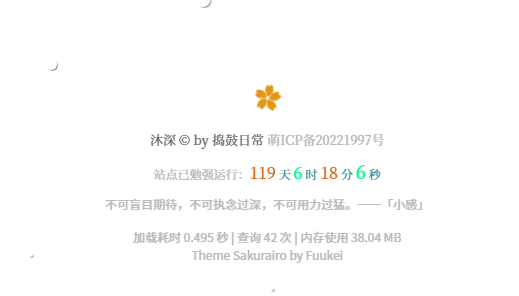 沐深 © by 捣鼓日常 萌ICP备20221997号
站点已勉强运行： 119 天 6 时 18 分 6 秒
不可盲目期待，不可执念过深，不可用力过猛。——「小感」
加载耗时 0.495 秒 | 查询 42 次 | 内存使用 38.04 MB
Theme Sakurairo by Fuukei